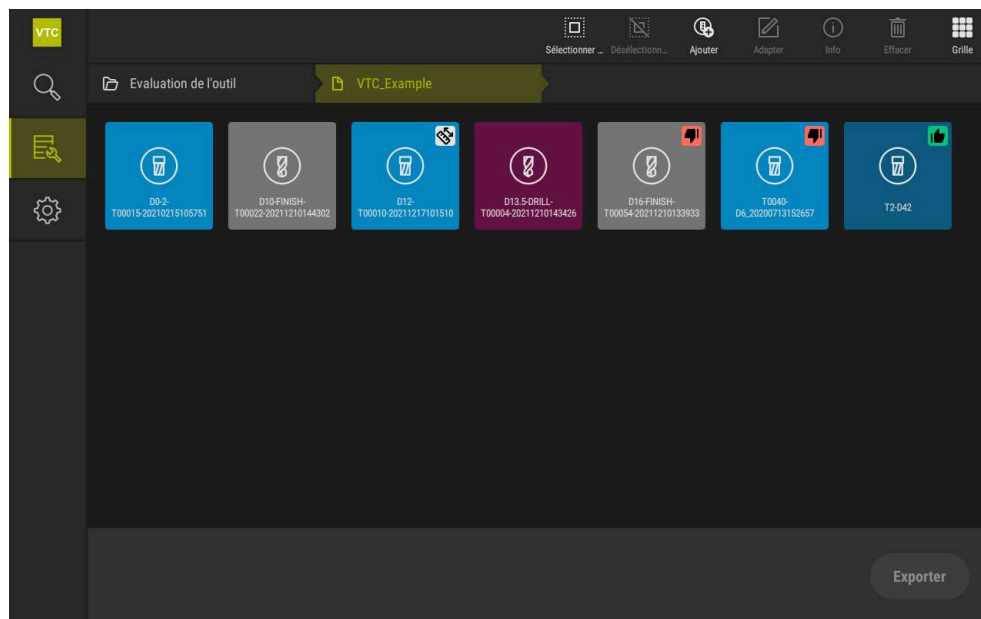 VTC
Sélectionner ...
Désélectionn...
Ajouter
Adapter
Info
Effacer
Grille
Evaluation de l'outil
VTC_Example
D0-2-
T00015-20210215105751
D10-FINISH-
T00022-20211210144302
D12-
T00010-20211217101510
D13.5-DRILL-
T00004-20211210143426
D16-FINISH-
T00054-20211210133933
T0040-
D6_20200713152657
T2-D42
Exporter